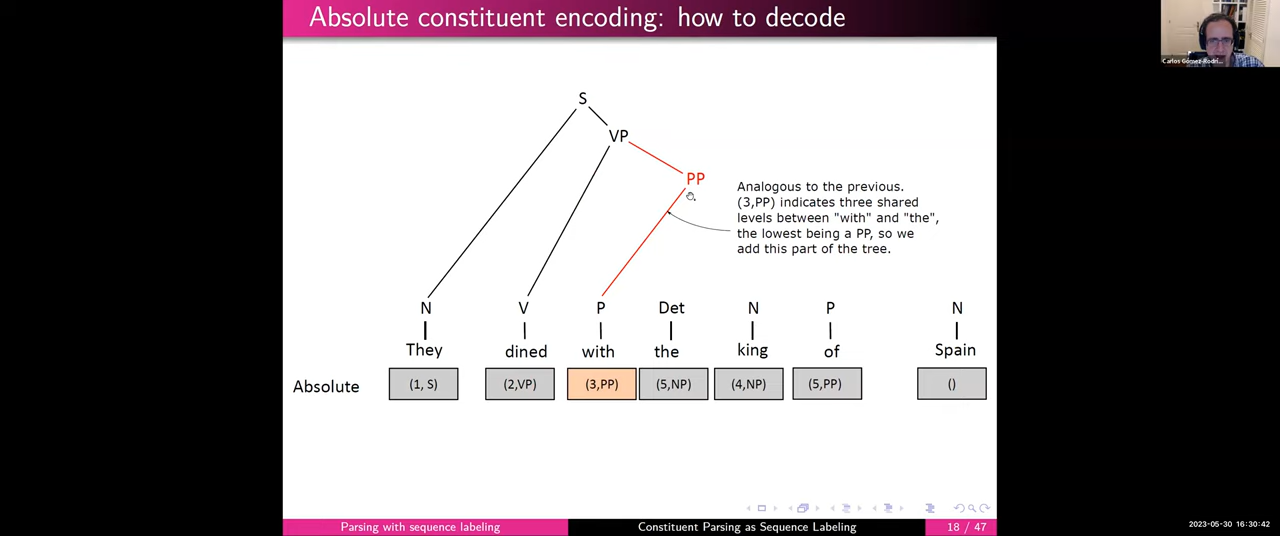 Absolute constituent encoding: how to decode
Carlos Gómez-Rodrí...
S
VP
PP
Analogous to the previous.
(3,PP) indicates three shared
levels between "with" and "the",
the lowest being a PP, so we
add this part of the tree.
N V P Det N P N
They dined with the king of Spain
Absolute (1, S) (2,VP) (3,PP) (5,NP) (4,NP) (5,PP) ()
Parsing with sequence labeling Constituent Parsing as Sequence Labeling 18 / 47
2023-05-30 16:30:42